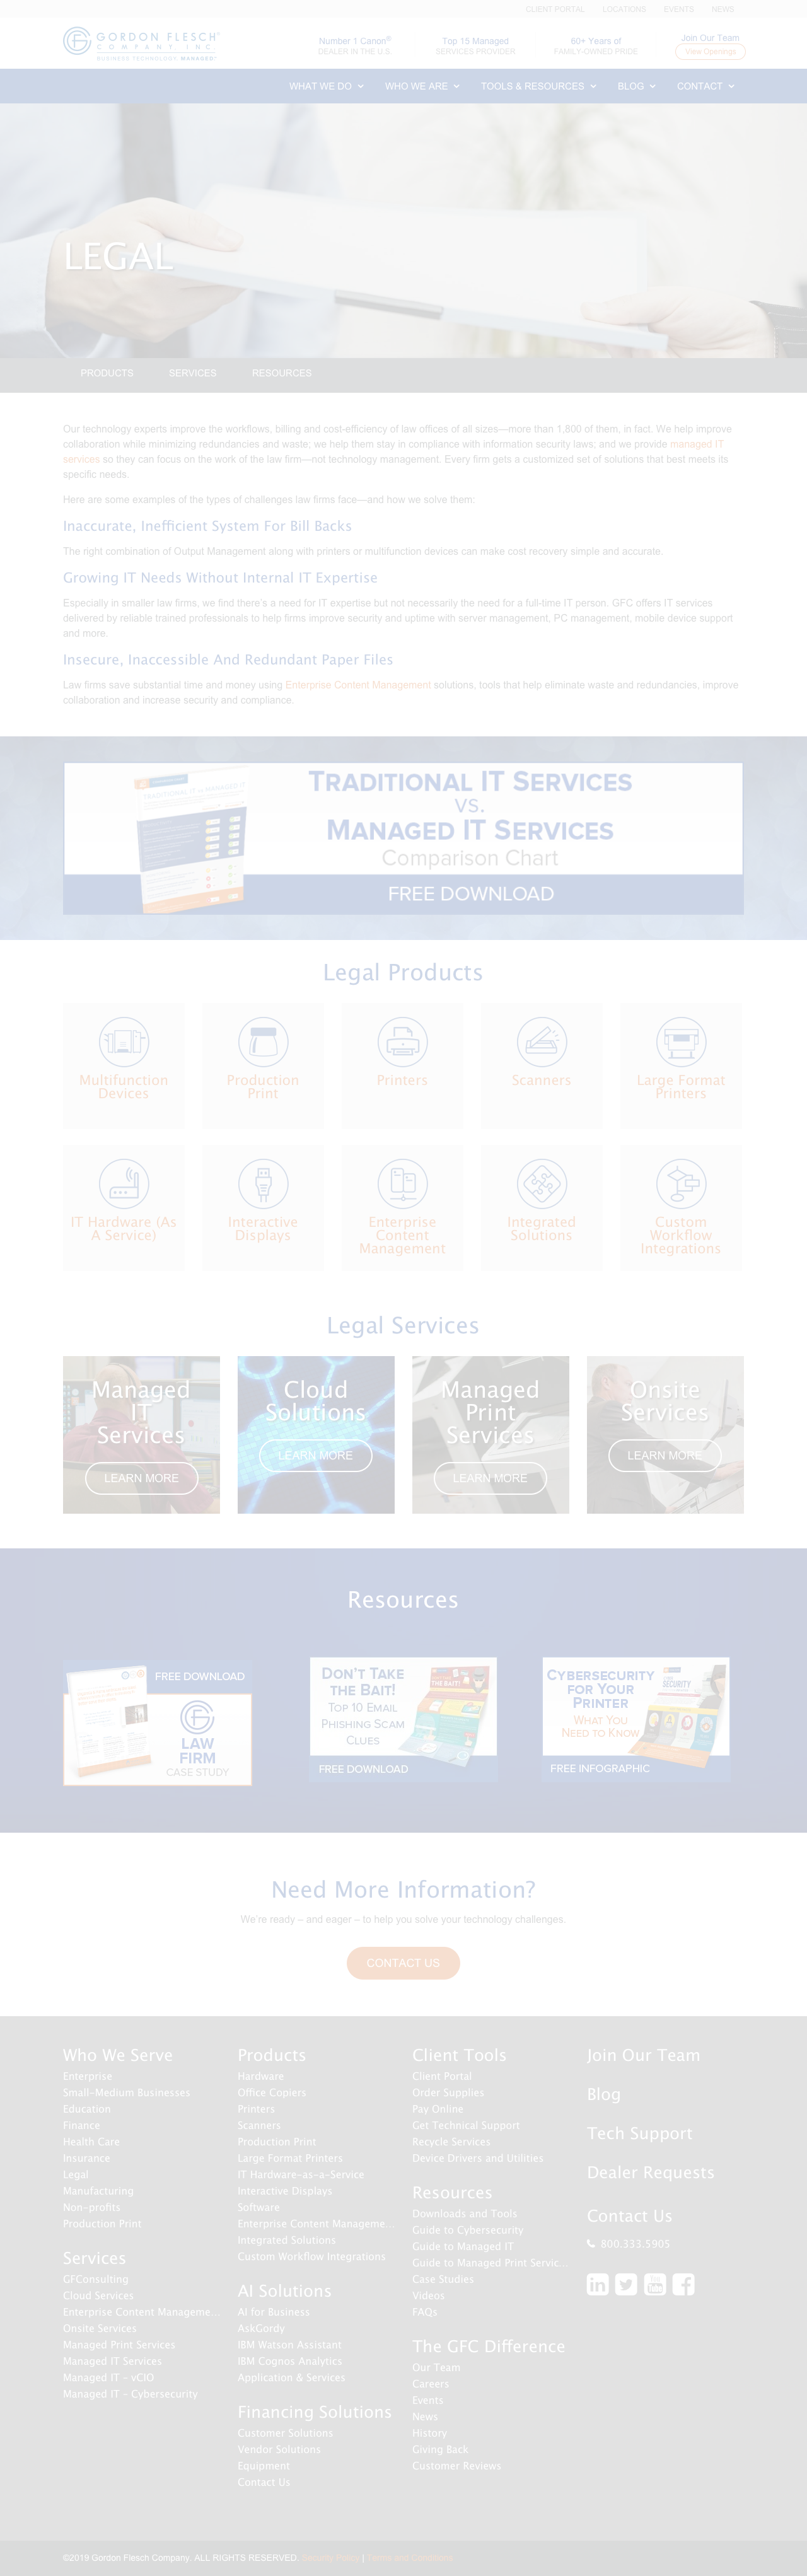 CLIENT PORTAL LOCATIONS EVENTS NEWS
GORDON FLESCH
COMPANY, INC.
BUSINESS TECHNOLOGY. MANAGED.
Number 1 Canon®
DEALER IN THE U.S.
Top 15 Managed
SERVICES PROVIDER
60+ Years of
FAMILY-OWNED PRIDE
Join Our Team
View Openings
WHAT WE DO WHO WE ARE TOOLS & RESOURCES BLOG CONTACT
LEGAL
PRODUCTS SERVICES RESOURCES
Our technology experts improve the workflows, billing and cost-efficiency of law offices of all sizes—more than 1,800 of them, in fact. We help improve
collaboration while minimizing redundancies and waste; we help them stay in compliance with information security laws; and we provide managed IT
services so they can focus on the work of the law firm—not technology management. Every firm gets a customized set of solutions that best meets its
specific needs.
Here are some examples of the types of challenges law firms face—and how we solve them:
Inaccurate, Inefficient System For Bill Backs
The right combination of Output Management along with printers or multifunction devices can make cost recovery simple and accurate.
Growing IT Needs Without Internal IT Expertise
Especially in smaller law firms, we find there's a need for IT expertise but not necessarily the need for a full-time IT person. GFC offers IT services
delivered by reliable trained professionals to help firms improve security and uptime with server management, PC management, mobile device support
and more.
Insecure, Inaccessible And Redundant Paper Files
Law firms save substantial time and money using Enterprise Content Management solutions, tools that help eliminate waste and redundancies, improve
collaboration and increase security and compliance.
TRADITIONAL IT SERVICES
VS.
MANAGED IT SERVICES
Comparison Chart
FREE DOWNLOAD
Legal Products
Multifunction
Devices
Production
Print
Printers
Scanners
Large Format
Printers
IT Hardware (As
A Service)
Interactive
Displays
Enterprise
Content
Management
Integrated
Solutions
Custom
Workflow
Integrations
Legal Services
Managed
IT
Services
LEARN MORE
Cloud
Solutions
LEARN MORE
Managed
Print
Services
LEARN MORE
Onsite
Services
LEARN MORE
Resources
FREE DOWNLOAD
LAW
FIRM
CASE STUDY
DON'T TAKE
THE BAIT!
TOP 10 EMAIL
PHISHING SCAM
CLUES
FREE DOWNLOAD
CYBERSECURITY
FOR YOUR
PRINTER
WHAT YOU
NEED TO KNOW
FREE INFOGRAPHIC
Need More Information?
We're ready – and eager – to help you solve your technology challenges.
CONTACT US
Who We Serve
Enterprise
Small-Medium Businesses
Education
Finance
Health Care
Insurance
Legal
Manufacturing
Non-profits
Production Print
Services
GFConsulting
Cloud Services
Enterprise Content Manageme...
Onsite Services
Managed Print Services
Managed IT Services
Managed IT - vCIO
Managed IT - Cybersecurity
Products
Hardware
Office Copiers
Printers
Scanners
Production Print
Large Format Printers
IT Hardware-as-a-Service
Interactive Displays
Software
Enterprise Content Manageme...
Integrated Solutions
Custom Workflow Integrations
AI Solutions
AI for Business
AskGordy
IBM Watson Assistant
IBM Cognos Analytics
Application & Services
Financing Solutions
Customer Solutions
Vendor Solutions
Equipment
Contact Us
Client Tools
Client Portal
Order Supplies
Pay Online
Get Technical Support
Recycle Services
Device Drivers and Utilities
Resources
Downloads and Tools
Guide to Cybersecurity
Guide to Managed IT
Guide to Managed Print Servic...
Case Studies
Videos
FAQs
The GFC Difference
Our Team
Careers
Events
News
History
Giving Back
Customer Reviews
Join Our Team
Blog
Tech Support
Dealer Requests
Contact Us
800.333.5905
©2019 Gordon Flesch Company. ALL RIGHTS RESERVED. |